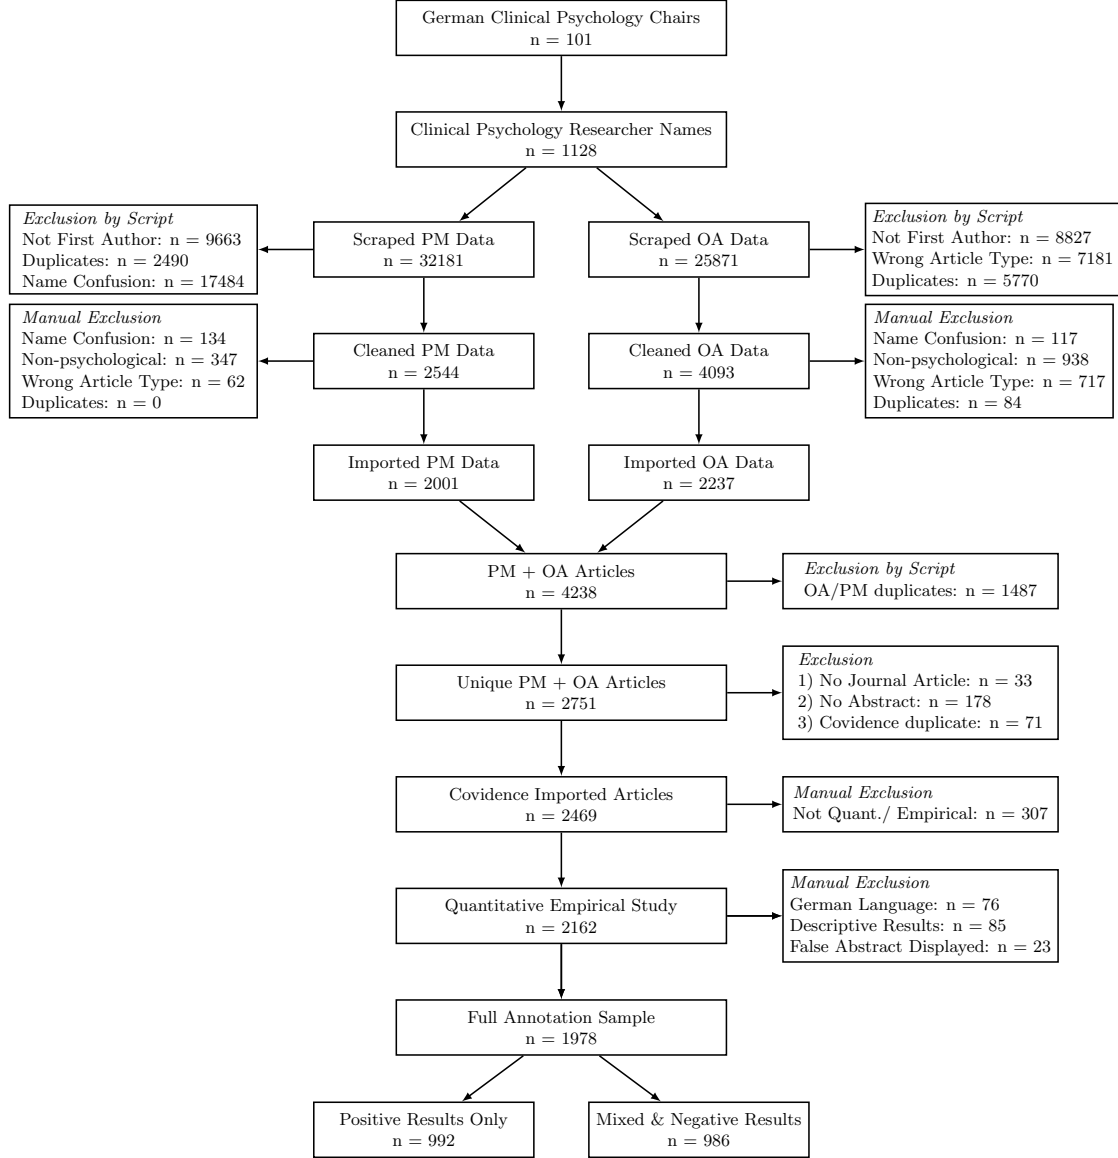 German Clinical Psychology Chairs
n = 101
Clinical Psychology Researcher Names
n = 1128
Exclusion by Script
Not First Author: n = 9663
Duplicates: n = 2490
Name Confusion: n = 17484
Scraped PM Data
n = 32181
Scraped OA Data
n = 25871
Exclusion by Script
Not First Author: n = 8827
Wrong Article Type: n = 7181
Duplicates: n = 5770
Manual Exclusion
Name Confusion: n = 134
Non-psychological: n = 347
Wrong Article Type: n = 62
Duplicates: n = 0
Cleaned PM Data
n = 2544
Cleaned OA Data
n = 4093
Manual Exclusion
Name Confusion: n = 117
Non-psychological: n = 938
Wrong Article Type: n = 717
Duplicates: n = 84
Imported PM Data
n = 2001
Imported OA Data
n = 2237
PM + OA Articles
n = 4238
Exclusion by Script
OA/PM duplicates: n = 1487
Unique PM + OA Articles
n = 2751
Exclusion
1) No Journal Article: n = 33
2) No Abstract: n = 178
3) Covidence duplicate: n = 71
Covidence Imported Articles
n = 2469
Manual Exclusion
Not Quant./ Empirical: n = 307
Quantitative Empirical Study
n = 2162
Manual Exclusion
German Language: n = 76
Descriptive Results: n = 85
False Abstract Displayed: n = 23
Full Annotation Sample
n = 1978
Positive Results Only
n = 992
Mixed & Negative Results
n = 986